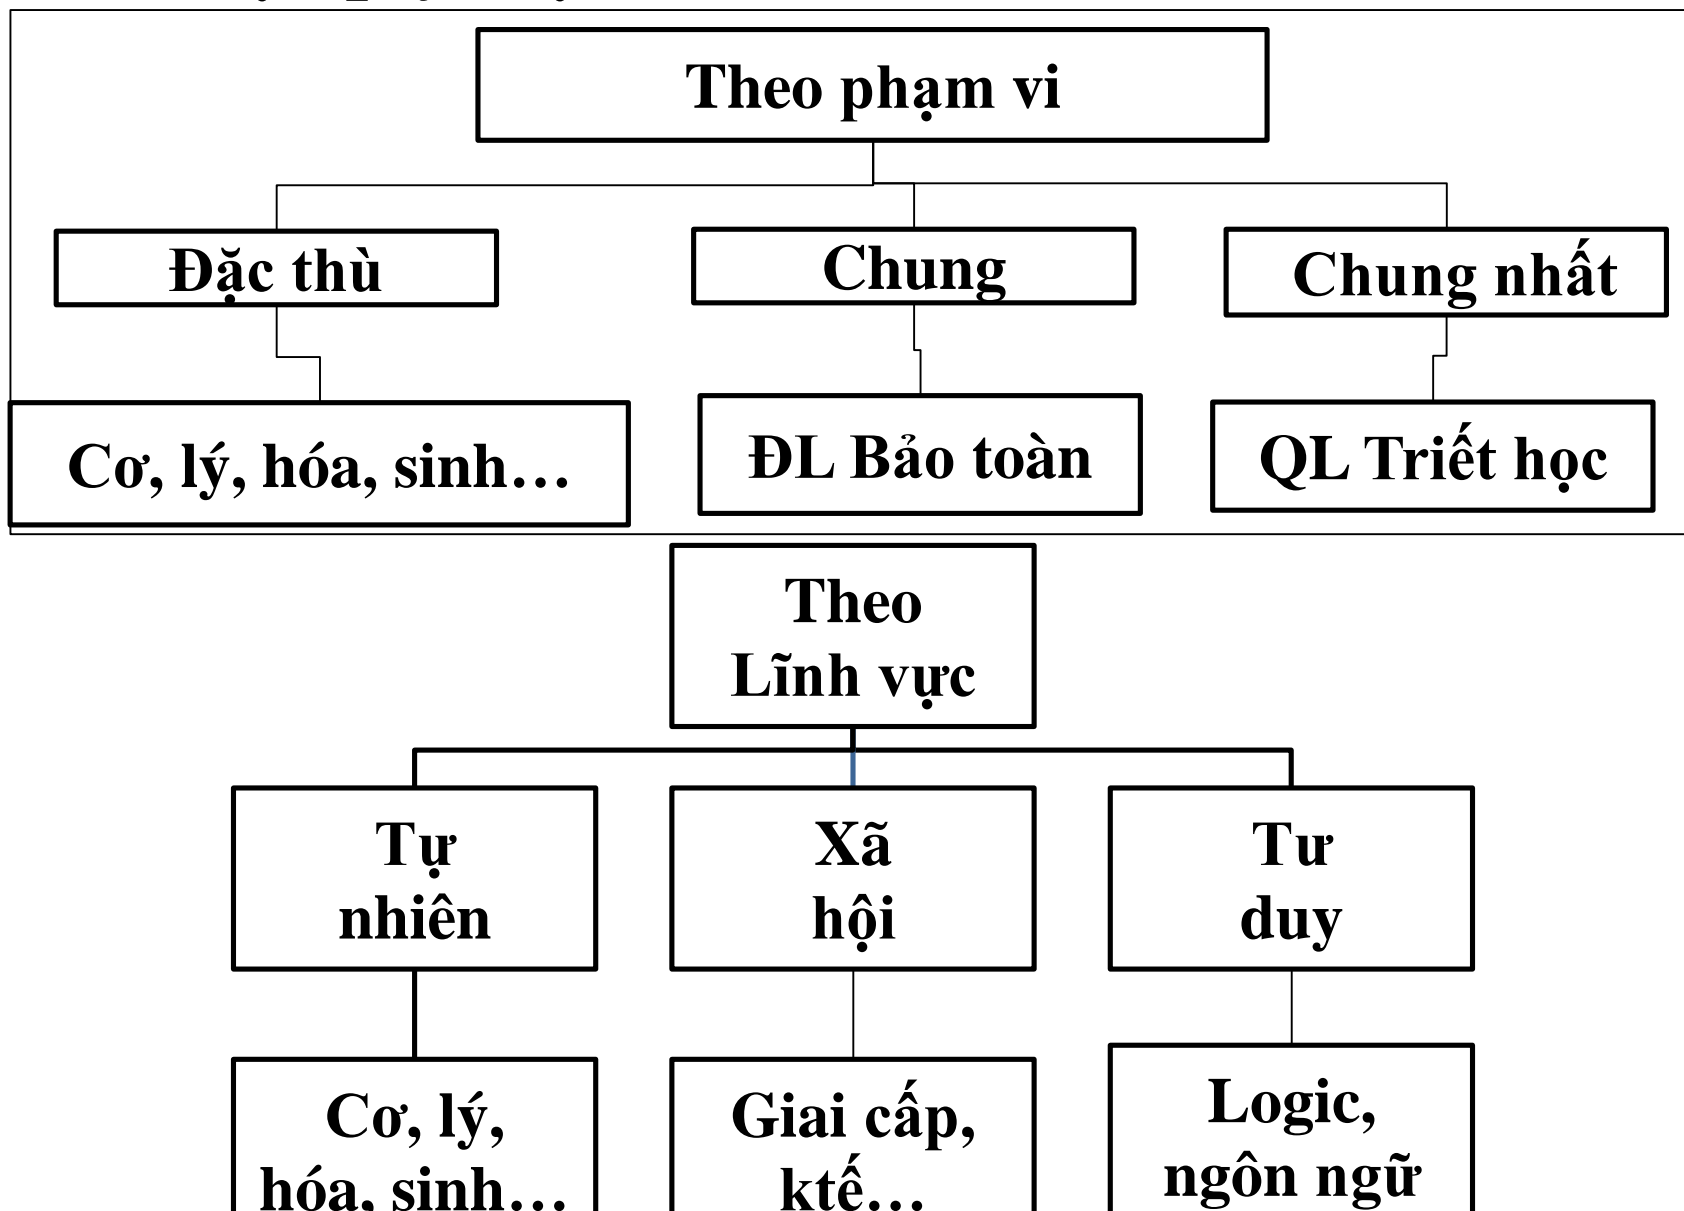 Theo phạm vi
Đặc thù
Chung
Chung nhất
Cơ, lý, hóa, sinh…
ĐL Bảo toàn
QL Triết học
Theo
Lĩnh vực
Tự
nhiên
Xã
hội
Tư
duy
Cơ, lý,
hóa, sinh…
Giai cấp,
ktế…
Logic,
ngôn ngữ